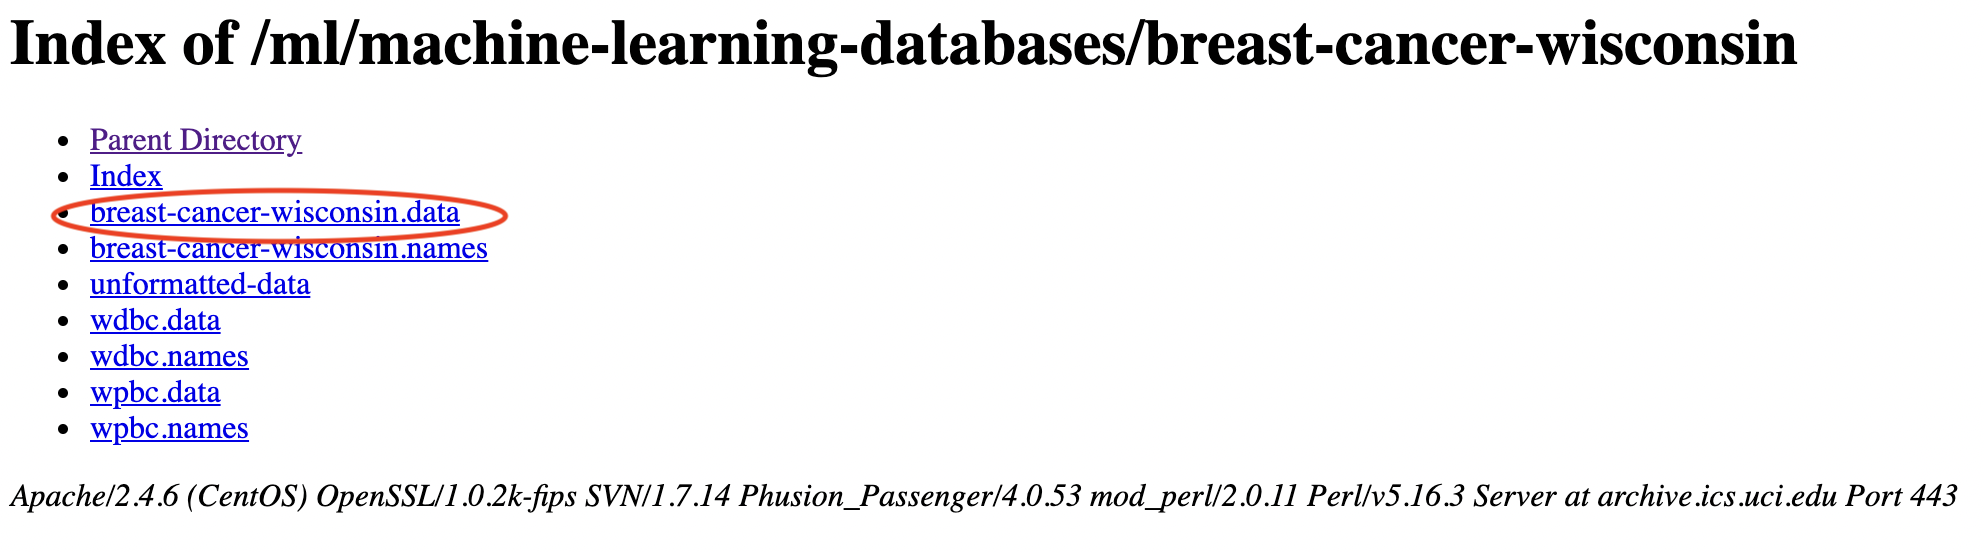 Index of /ml/machine-learning-databases/breast-cancer-wisconsin
Parent Directory
Index
breast-cancer-wisconsin.data
breast-cancer-wisconsin.names
unformatted-data
wdbc.data
wdbc.names
wpbc.data
wpbc.names
Apache/2.4.6 (CentOS) OpenSSL/1.0.2k-fips SVN/1.7.14 Phusion_Passenger/4.0.53 mod_perl/2.0.11 Perl/v5.16.3 Server at archive.ics.uci.edu Port 443